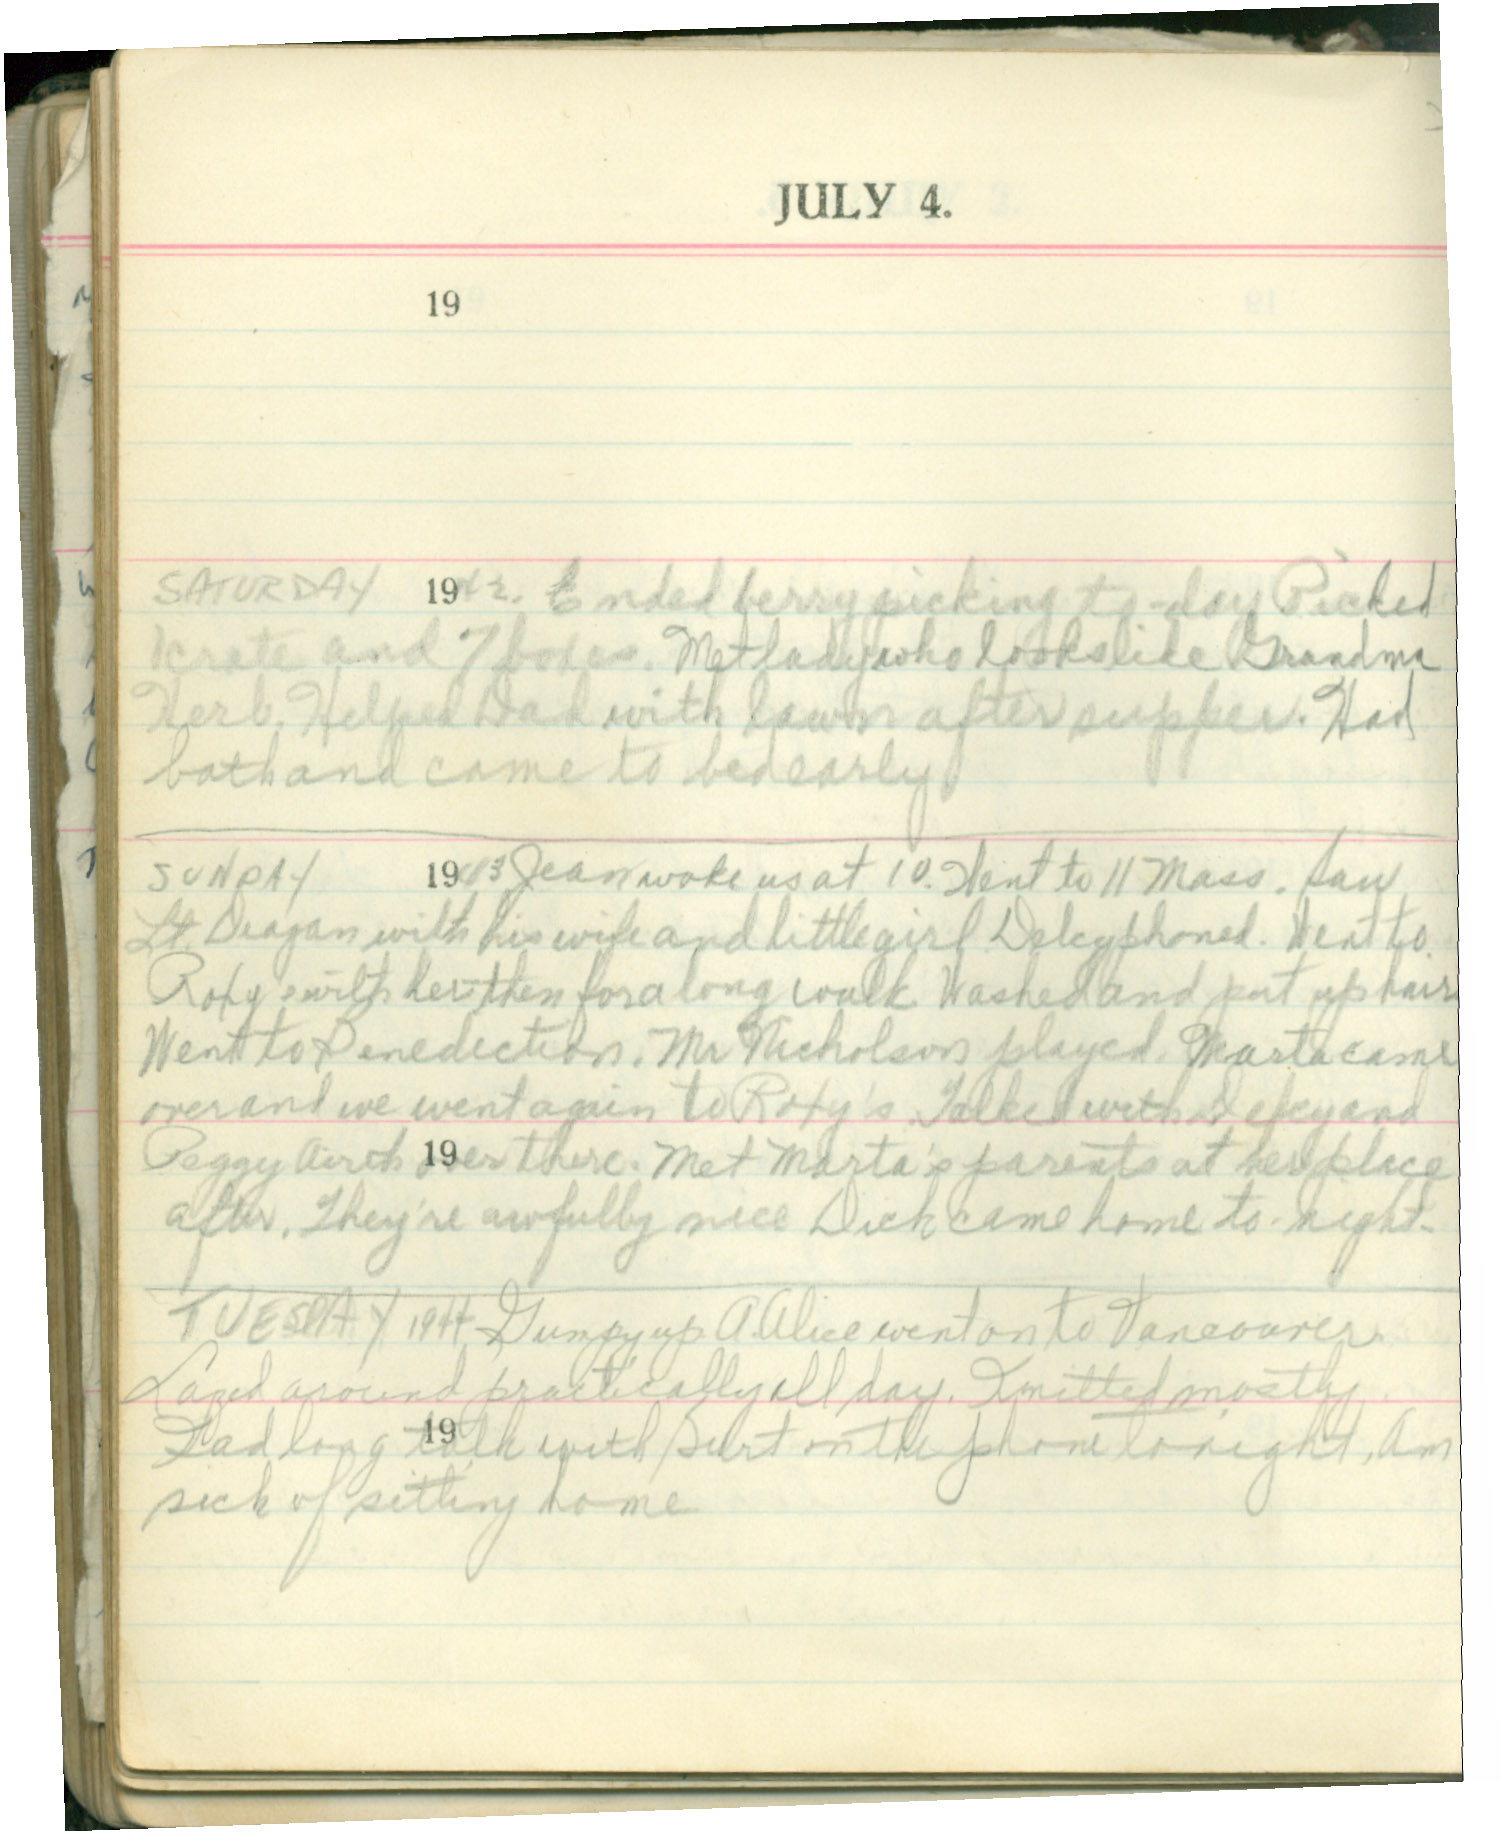 JULY 4.
19
SATURDAY 1942. Ended berry picking to-day Picked
1 crate and 7 boxes. Met lady who looks like Grandma
Herb. Helped Dad with lawn after supper. Had
bath and came to bed early
SUNDAY 1943 Jean woke us at 10. Went to 11 Mass. Saw
Lt. Deagan with his wife and little girl Delcy phoned. Went to
Roxy's with her then for a long walk Washed and put up hair
Went to Benediction. Mr Nicholson played. Marta came
over and we went again to Roxy's. Talked with Delcy and
Peggy over there. Met Marta's parents at her place
19
after. They're awfully nice Dick came home to-night.
TUESDAY 1944 Gumpy up A. Alice went on to Vancouver.
Lazed around practically all day. Knitted mostly.
Had long talk with Burt on the phone tonight. Am
19
sick of sitting home